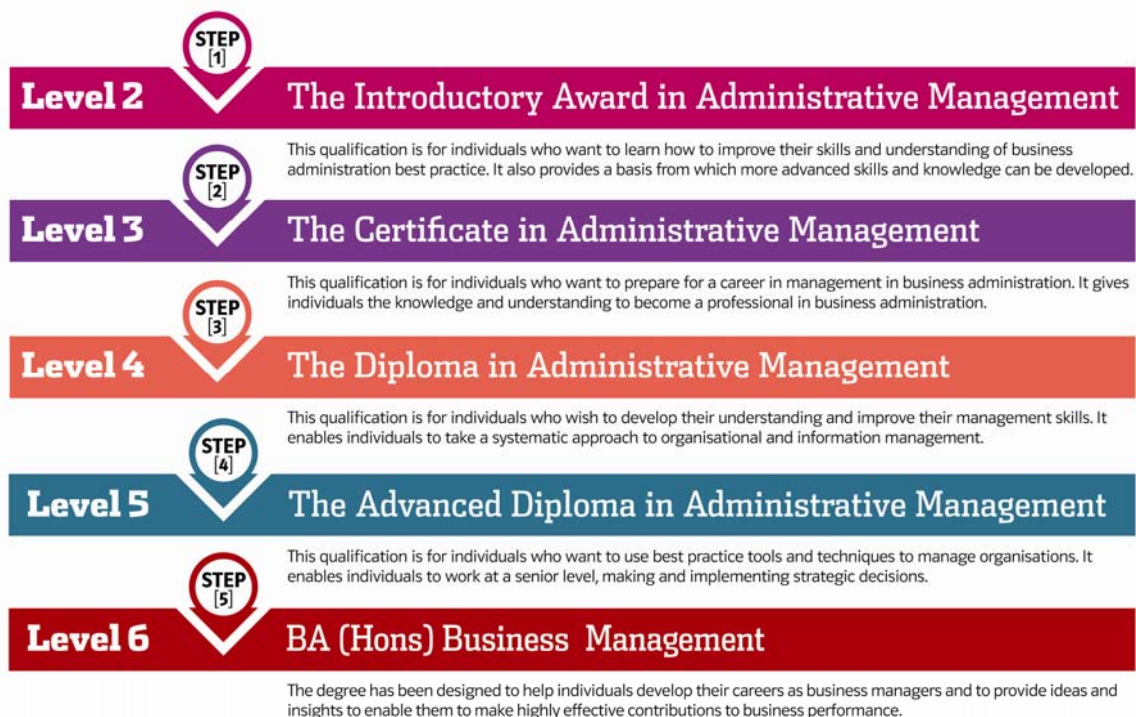 STEP
[1]
Level 2
The Introductory Award in Administrative Management
This qualification is for individuals who want to learn how to improve their skills and understanding of business
administration best practice. It also provides a basis from which more advanced skills and knowledge can be developed.
STEP
[2]
Level 3
The Certificate in Administrative Management
This qualification is for individuals who want to prepare for a career in management in business administration. It gives
individuals the knowledge and understanding to become a professional in business administration.
STEP
[3]
Level 4
The Diploma in Administrative Management
This qualification is for individuals who wish to develop their understanding and improve their management skills. It
enables individuals to take a systematic approach to organisational and information management.
STEP
[4]
Level 5
The Advanced Diploma in Administrative Management
This qualification is for individuals who want to use best practice tools and techniques to manage organisations. It
enables individuals to work at a senior level, making and implementing strategic decisions.
STEP
[5]
Level 6
BA (Hons) Business Management
The degree has been designed to help individuals develop their careers as business managers and to provide ideas and
insights to enable them to make highly effective contributions to business performance.